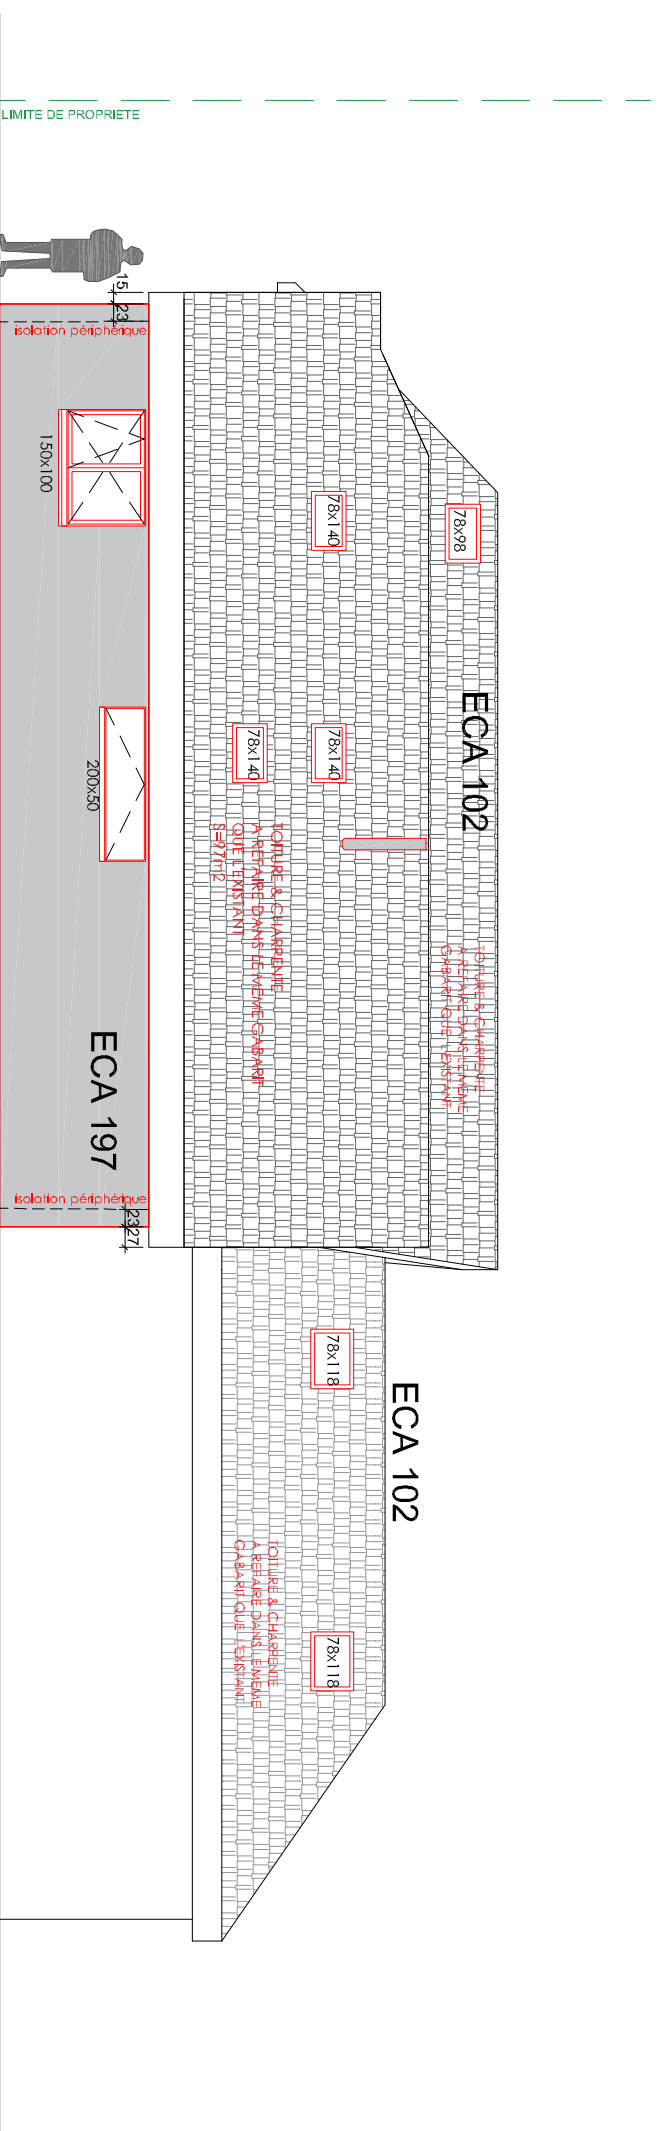 LIMITE DE PROPRIETE
15
23
isolation périphérique
150x100
78x140
78x98
ECA 102
78x140
78x140
200x50
TOITURE & CHARPENTE
A REFAIRE DANS LE MEME GABARIT
QUE L'EXISTANT
S=97m2
TOITURE & CHARPENTE
A REFAIRE DANS LE MEME
GABARIT QUE L'EXISTANT
ECA 197
isolation périphérique
23
27
78x118
ECA 102
TOITURE & CHARPENTE
A REFAIRE DANS LE MEME
GABARIT QUE L'EXISTANT
78x118